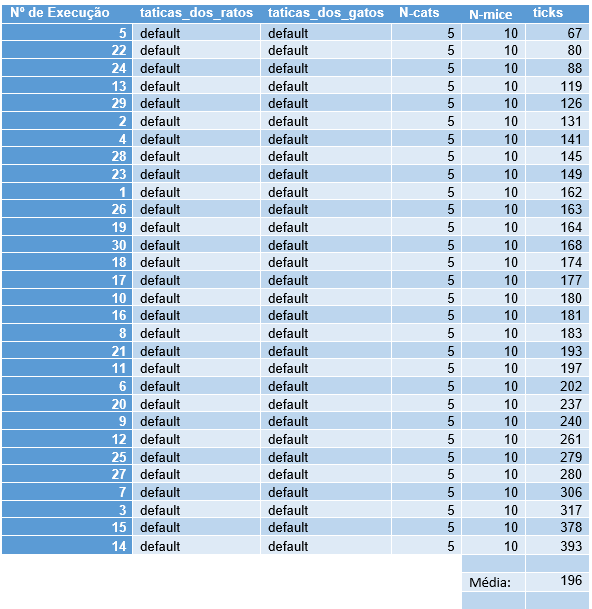 Nº de Execução taticas_dos_ratos taticas_dos_gatos N-cats N-mice ticks
5 default default 5 10 67
22 default default 5 10 80
24 default default 5 10 88
13 default default 5 10 119
29 default default 5 10 126
2 default default 5 10 131
4 default default 5 10 141
28 default default 5 10 145
23 default default 5 10 149
1 default default 5 10 162
26 default default 5 10 163
19 default default 5 10 164
30 default default 5 10 168
18 default default 5 10 174
17 default default 5 10 177
10 default default 5 10 180
16 default default 5 10 181
8 default default 5 10 183
21 default default 5 10 193
11 default default 5 10 197
6 default default 5 10 202
20 default default 5 10 237
9 default default 5 10 240
12 default default 5 10 261
25 default default 5 10 279
27 default default 5 10 280
7 default default 5 10 306
3 default default 5 10 317
15 default default 5 10 378
14 default default 5 10 393
Média: 196